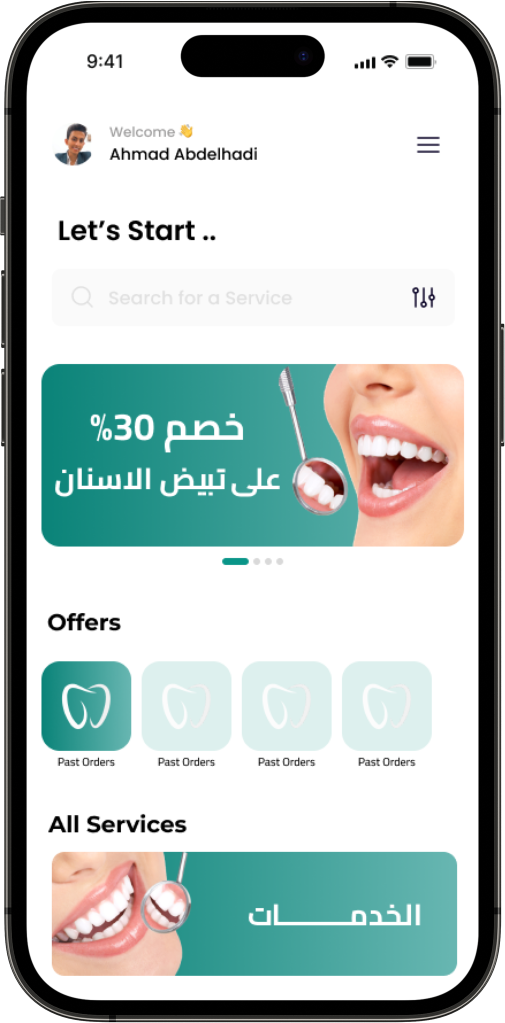 9:41
Welcome 👋
Ahmad Abdelhadi
Let’s Start ..
Search for a Service
خصم 30%
على تبيض الاسنان
Offers
Past Orders
Past Orders
Past Orders
Past Orders
All Services
الخدمـــــــــات